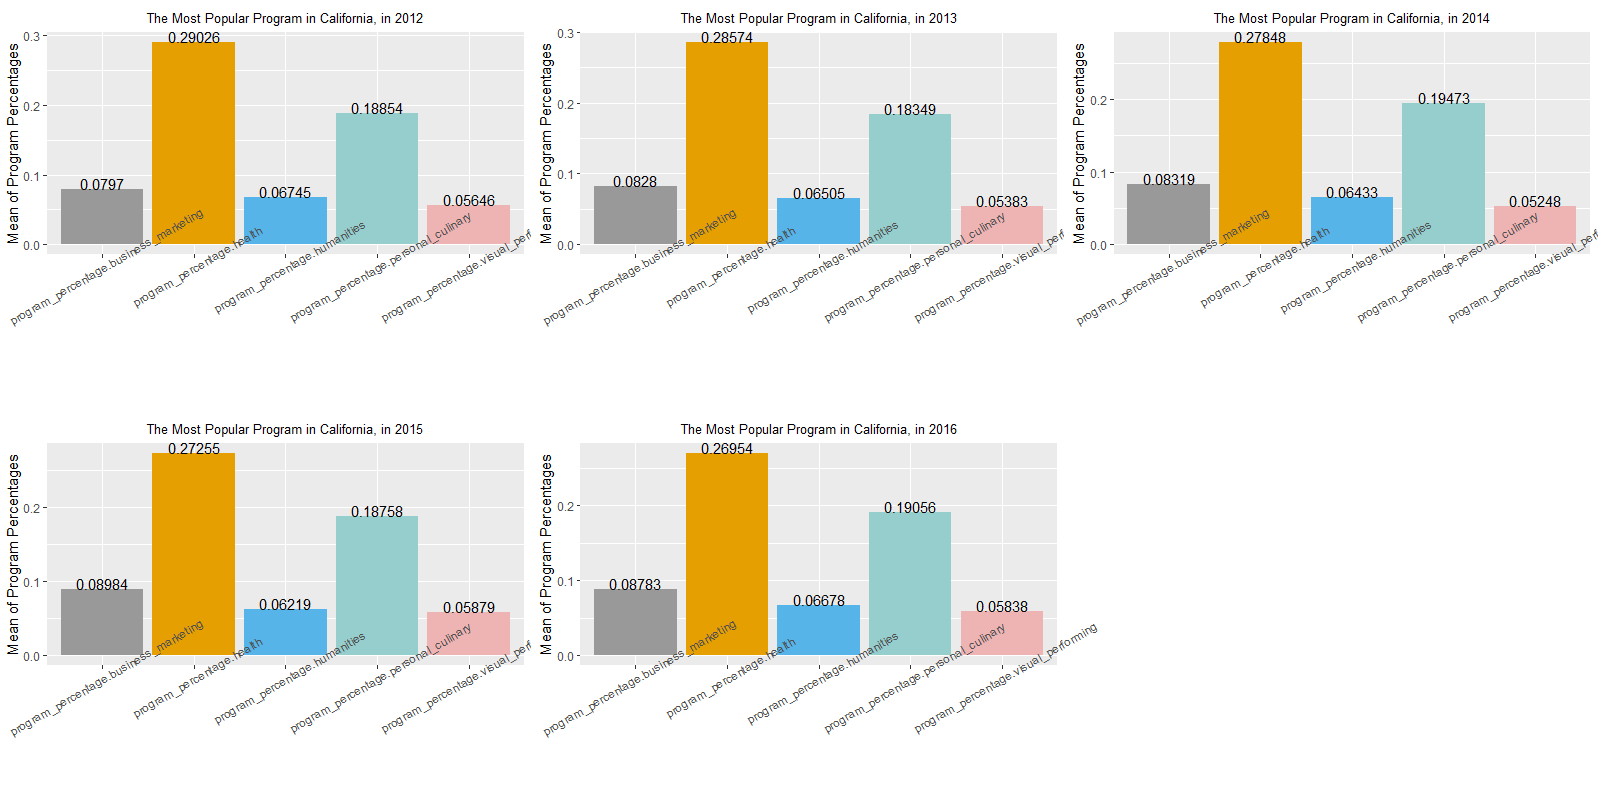 The Most Popular Program in California, in 2012
Mean of Program Percentages
0.3
0.2
0.1
0.0
0.0797
0.29026
0.06745
0.18854
0.05646
program_percentage.business_marketing
program_percentage.health
program_percentage.humanities
program_percentage.personal_culinary
program_percentage.visual_perf
The Most Popular Program in California, in 2013
Mean of Program Percentages
0.3
0.2
0.1
0.0
0.0828
0.28574
0.06505
0.18349
0.05383
program_percentage.business_marketing
program_percentage.health
program_percentage.humanities
program_percentage.personal_culinary
program_percentage.visual_perf
The Most Popular Program in California, in 2014
Mean of Program Percentages
0.2
0.1
0.0
0.08319
0.27848
0.06433
0.19473
0.05248
program_percentage.business_marketing
program_percentage.health
program_percentage.humanities
program_percentage.personal_culinary
program_percentage.visual_perf
The Most Popular Program in California, in 2015
Mean of Program Percentages
0.2
0.1
0.0
0.08984
0.27255
0.06219
0.18758
0.05879
program_percentage.business_marketing
program_percentage.health
program_percentage.humanities
program_percentage.personal_culinary
program_percentage.visual_perf
The Most Popular Program in California, in 2016
Mean of Program Percentages
0.2
0.1
0.0
0.08783
0.26954
0.06678
0.19056
0.05838
program_percentage.business_marketing
program_percentage.health
program_percentage.humanities
program_percentage.personal_culinary
program_percentage.visual_performing